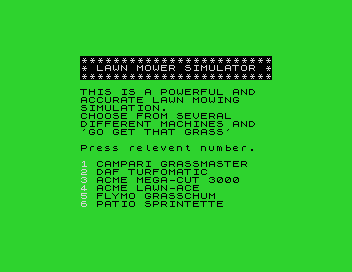 ************************
* LAWN MOWER SIMULATOR *
************************
THIS IS A POWERFUL AND
ACCURATE LAWN MOWING
SIMULATION.
CHOOSE FROM SEVERAL
DIFFERENT MACHINES AND
'GO GET THAT GRASS'
Press relevent number.
1 CAMPARI GRASSMASTER
2 DAF TURFOMATIC
3 ACME MEGA-CUT 3000
4 ACME LAWN-ACE
5 FLYMO GRASSCHUM
6 PATIO SPRINTETTE